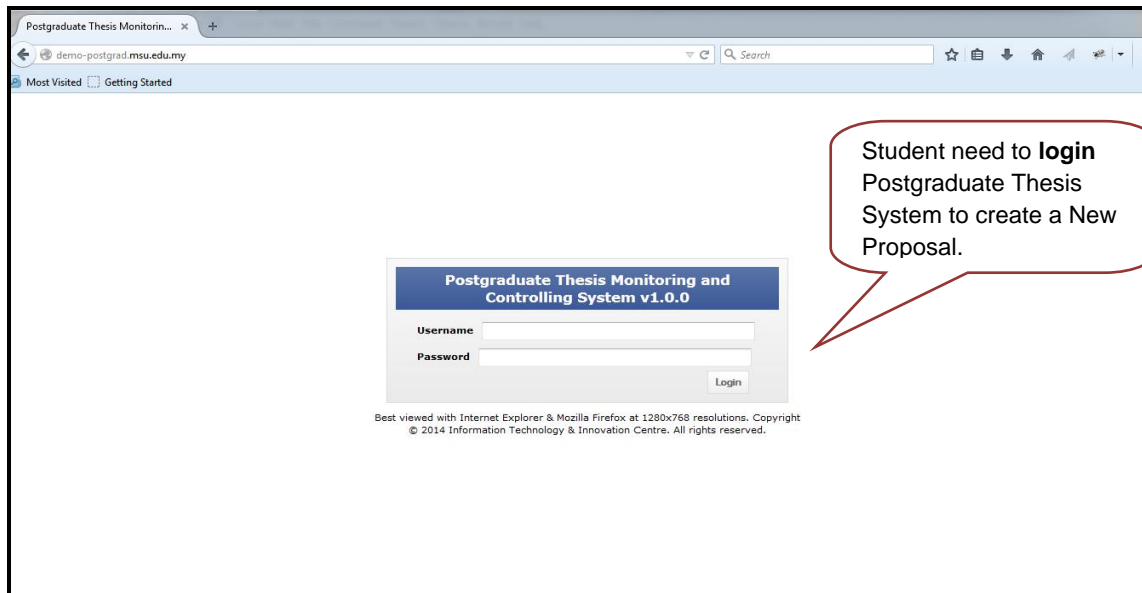 Postgraduate Thesis Monitorin...
demo-postgrad.msu.edu.my
Search
Most Visited
Getting Started
Student need to login
Postgraduate Thesis
System to create a New
Proposal.
Postgraduate Thesis Monitoring and
Controlling System v1.0.0
Username
Password
Login
Best viewed with Internet Explorer & Mozilla Firefox at 1280x768 resolutions. Copyright
© 2014 Information Technology & Innovation Centre. All rights reserved.